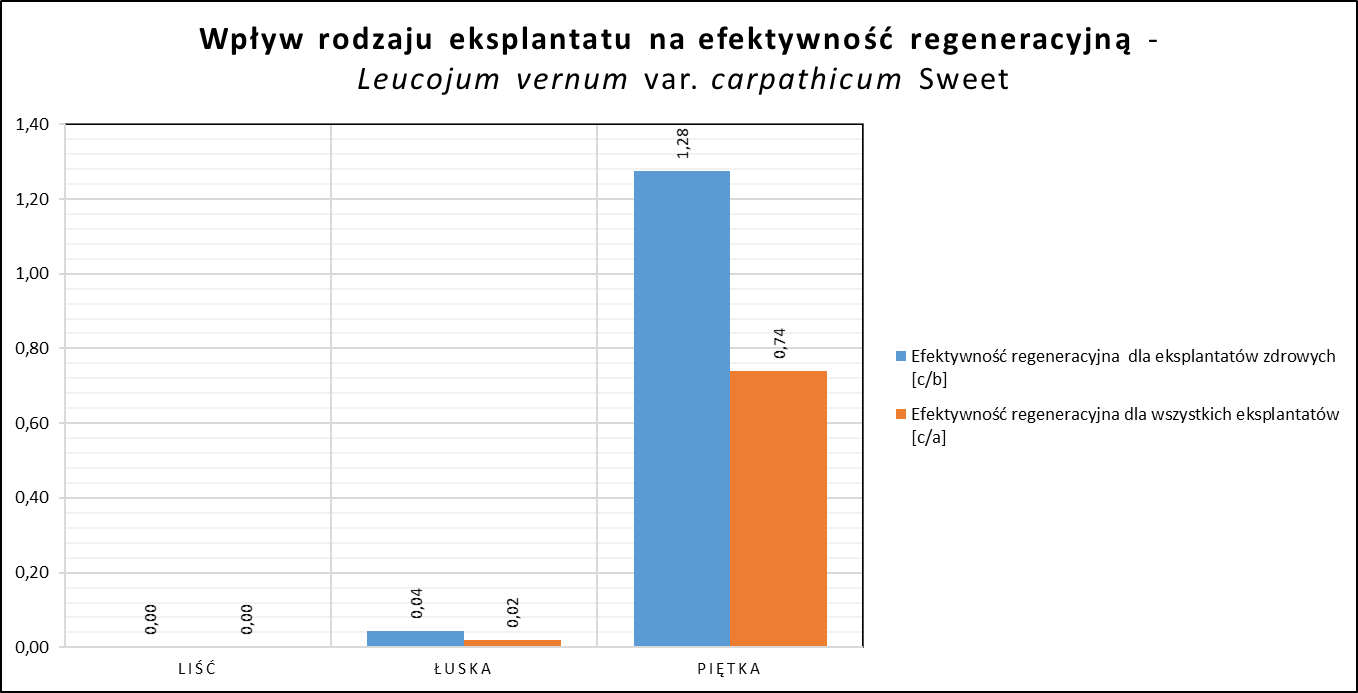 Wpływ rodzaju eksplantatu na efektywność regeneracyjną -
Leucojum vernum var. carpathicum Sweet
1,40
1,20
1,00
0,80
0,60
0,40
0,20
0,00
0,00
0,00
0,04
0,02
1,28
0,74
LIŚĆ
ŁUSKA
PIĘTKA
Efektywność regeneracyjna dla eksplantatów zdrowych
[c/b]
Efektywność regeneracyjna dla wszystkich eksplantatów
[c/a]